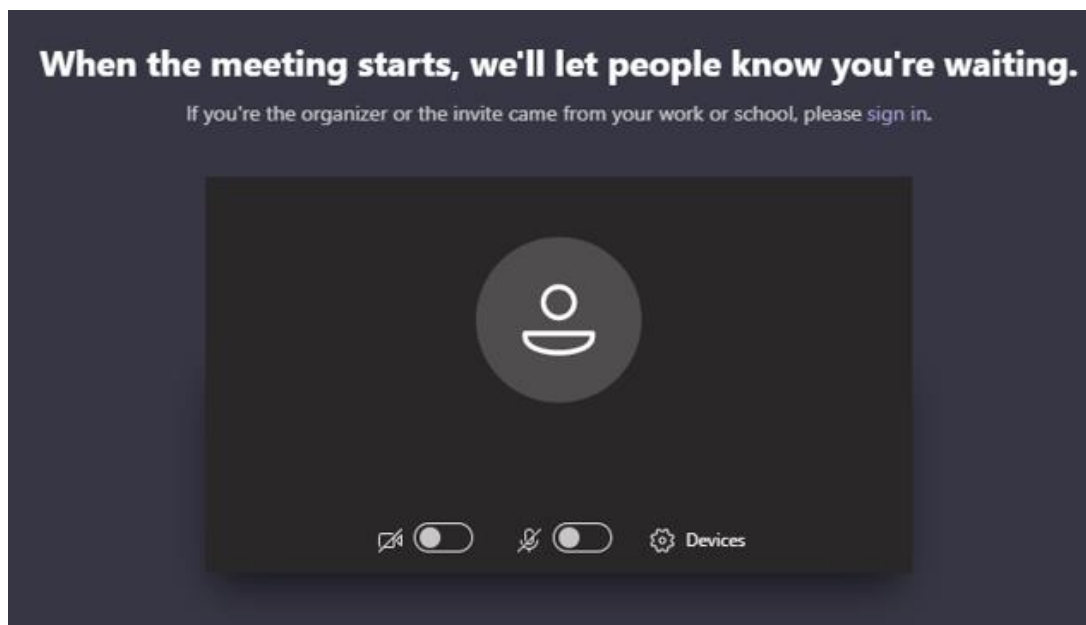 When the meeting starts, we'll let people know you're waiting.
If you're the organizer or the invite came from your work or school, please sign in.
Devices